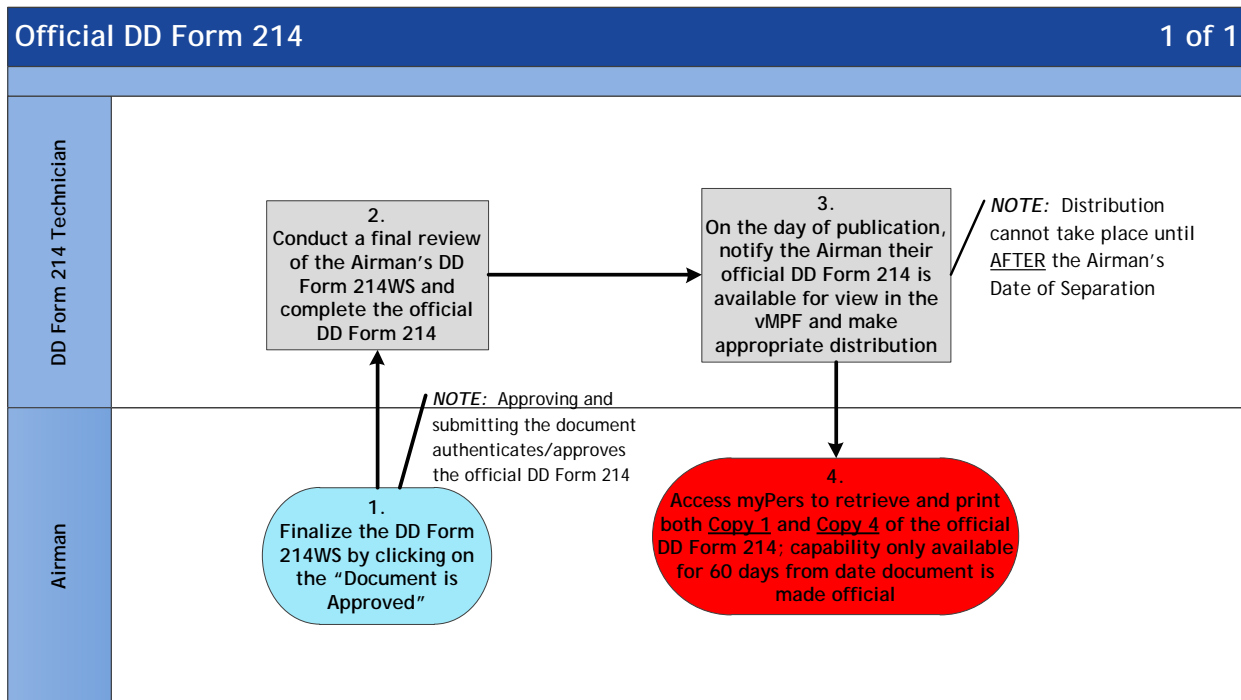 Official DD Form 214
1 of 1
DD Form 214 Technician
2.
Conduct a final review
of the Airman's DD
Form 214WS and
complete the official
DD Form 214
3.
On the day of publication,
notify the Airman their
official DD Form 214 is
available for view in the
vMPF and make
appropriate distribution
NOTE: Distribution
cannot take place until
AFTER the Airman's
Date of Separation
Airman
NOTE: Approving and
submitting the document
authenticates/approves
the official DD Form 214
1.
Finalize the DD Form
214WS by clicking on
the “Document is
Approved”
4.
Access myPers to retrieve and print
both Copy 1 and Copy 4 of the official
DD Form 214; capability only available
for 60 days from date document is
made official